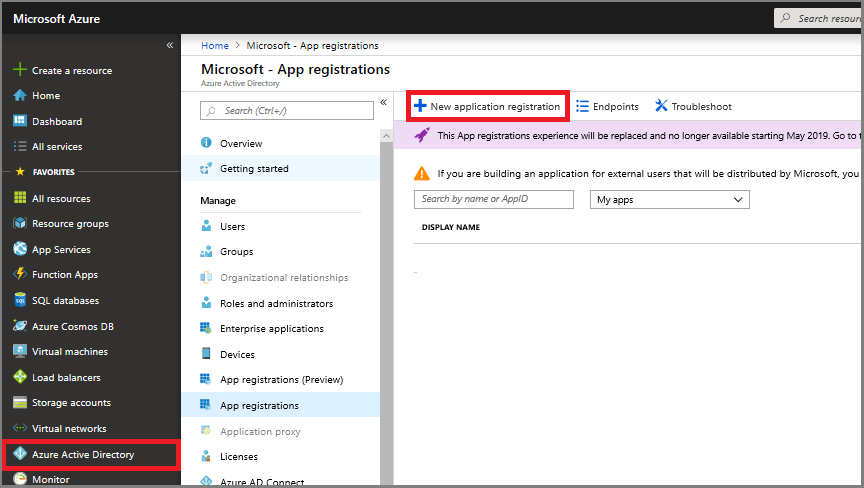 Microsoft Azure
Search resour
«
Create a resource
Home
Dashboard
All services
FAVORITES
All resources
Resource groups
App Services
Function Apps
SQL databases
Azure Cosmos DB
Virtual machines
Load balancers
Storage accounts
Virtual networks
Azure Active Directory
Monitor
Home > Microsoft - App registrations
Microsoft - App registrations
Azure Active Directory
Search (Ctrl+/)
«
Overview
Getting started
Manage
Users
Groups
Organizational relationships
Roles and administrators
Enterprise applications
Devices
App registrations (Preview)
App registrations
Application proxy
Licenses
Azure AD Connect
New application registration
Endpoints
Troubleshoot
This App registrations experience will be replaced and no longer available starting May 2019. Go to t
If you are building an application for external users that will be distributed by Microsoft, you
Search by name or AppID
My apps
DISPLAY NAME